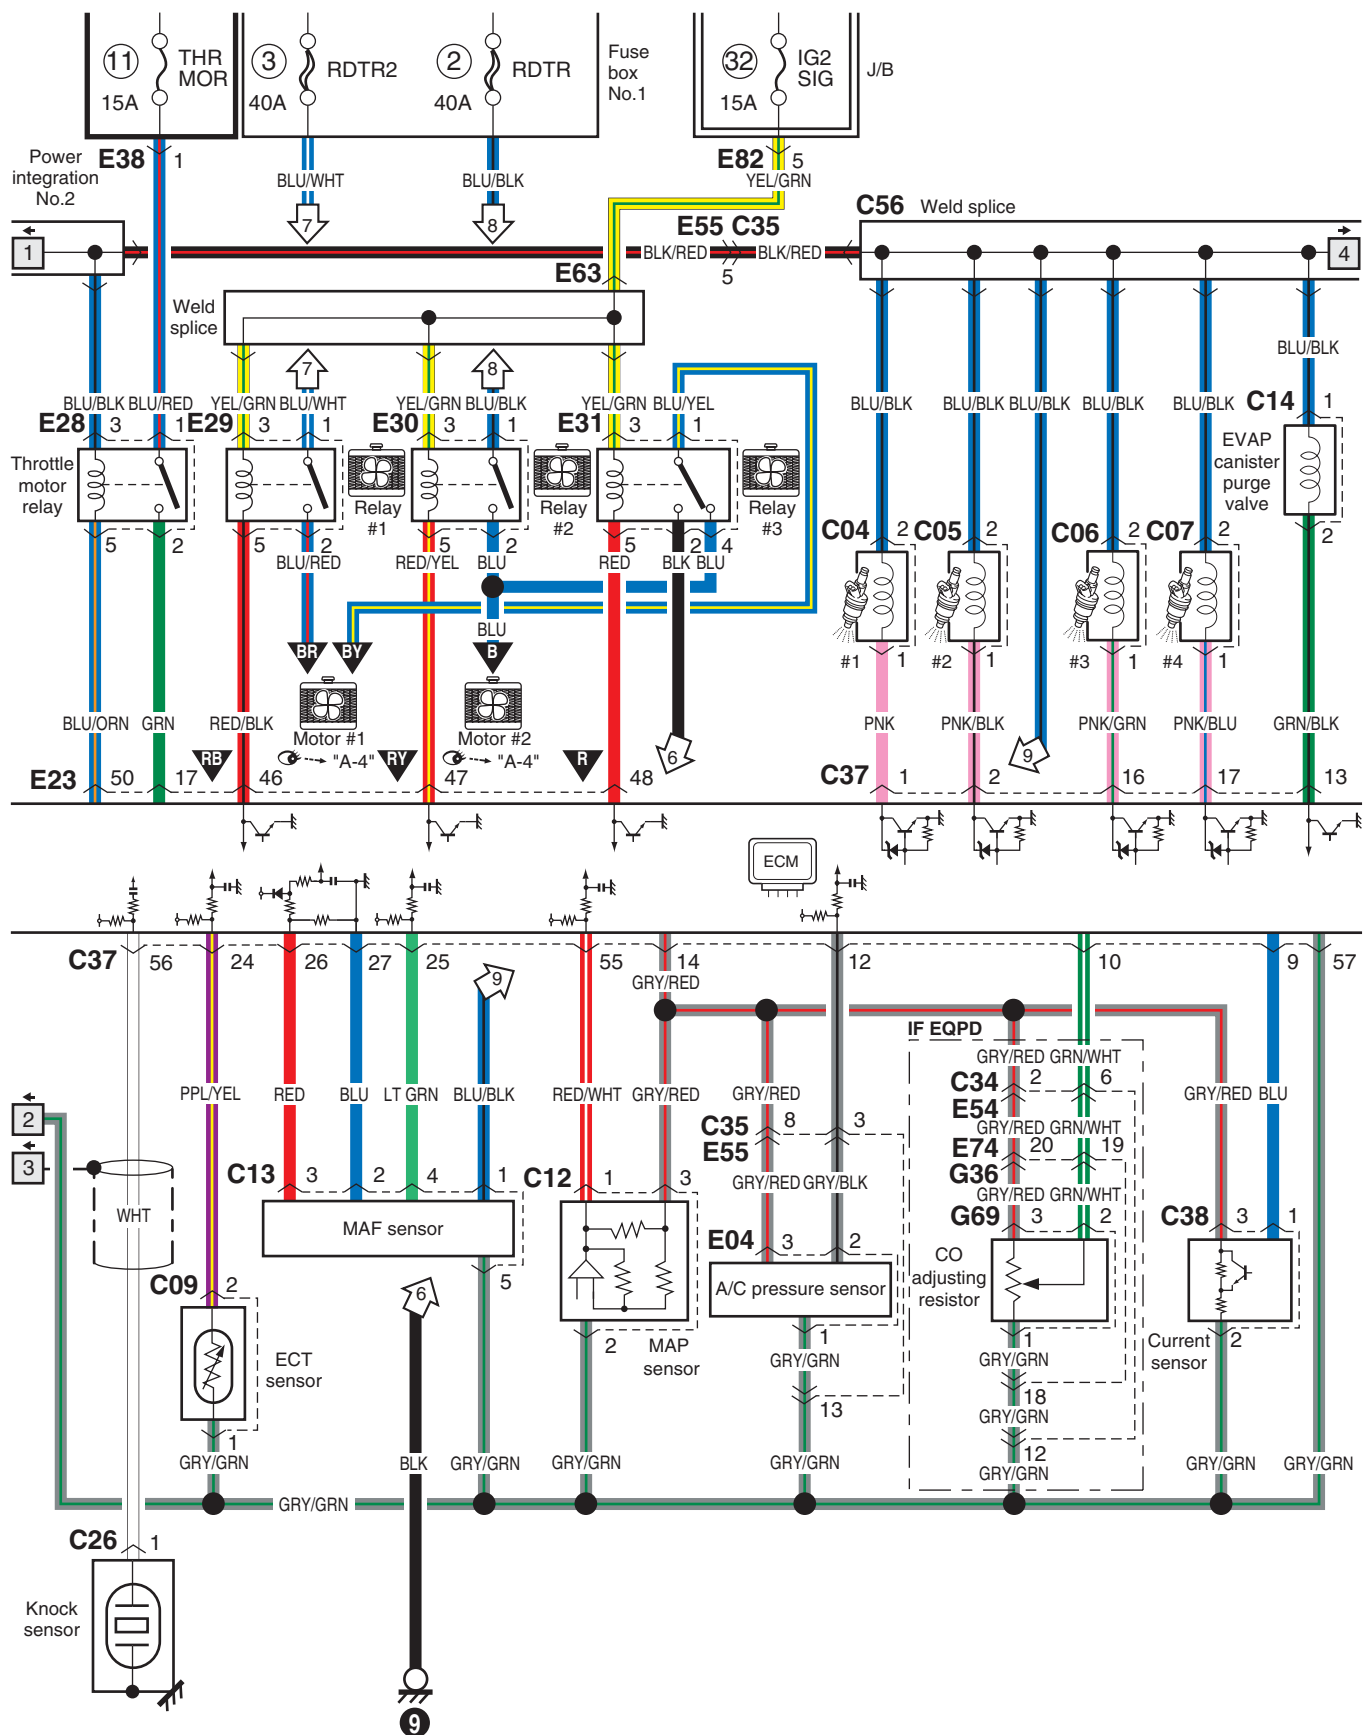 11 THR MOR 15A
3 RDTR2 40A
2 RDTR 40A
Fuse box No.1
32 IG2 SIG 15A
J/B
Power integration No.2
E38 1
BLU/WHT
BLU/BLK
E82 5
YEL/GRN
7
8
1
E55 C35
BLK/RED 5 BLK/RED
C56 Weld splice
4
E63
Weld splice
7
8
BLU/BLK
BLU/BLK BLU/RED YEL/GRN BLU/WHT YEL/GRN BLU/BLK YEL/GRN BLU/YEL
BLU/BLK BLU/BLK BLU/BLK BLU/BLK BLU/BLK
C14 1
E28 3 1 E29 3 1 E30 3 1 E31 3 1
Throttle motor relay
Relay #1
Relay #2
Relay #3
EVAP canister purge valve
2
5 2 5 2 5 2 5 2 4
C04 2 C05 2 C06 2 C07 2
BLU/RED RED/YEL BLU RED BLK BLU
BLU
BR BY B
#1 1 #2 1 #3 1 #4 1
BLU/ORN GRN RED/BLK
Motor #1
"A-4"
Motor #2
"A-4"
RB RY R
6
9
PNK PNK/BLK PNK/GRN PNK/BLU GRN/BLK
E23 50 17 46 47 48
C37 1 2 16 17 13
ECM
C37 56 24 26 27 25 55 14 12 10 9 57
9
GRY/RED
IF EQPD
GRY/RED GRN/WHT
C34 2 6
E54
PPL/YEL RED BLU LT GRN BLU/BLK RED/WHT GRY/RED GRY/RED GRY/RED BLU
2
3
C35 8 3
E55
GRY/RED GRN/WHT
E74 20 19
G36
WHT
C13 3 2 4 1
MAF sensor
5
C12 1 3
GRY/RED GRY/BLK
GRY/RED GRN/WHT
G69 3 2
C38 3 1
E04 3 2
A/C pressure sensor
1
CO adjusting resistor
1
C09 2
ECT sensor
1
6
2
MAP sensor
Current sensor
2
GRY/GRN
13
GRY/GRN
18
GRY/GRN
12
GRY/GRN
GRY/GRN BLK GRY/GRN GRY/GRN GRY/GRN GRY/GRN GRY/GRN
GRY/GRN
C26 1
Knock sensor
9